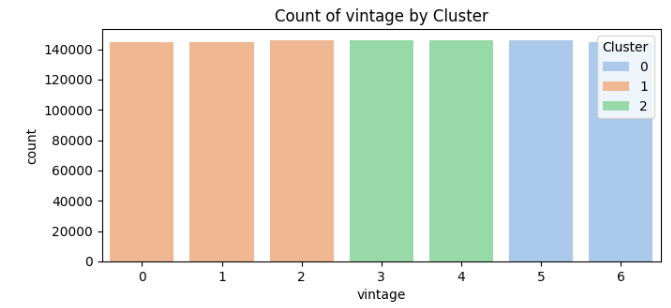 Count of vintage by Cluster
count
140000
120000
100000
80000
60000
40000
20000
0
Cluster
0
1
2
0 1 2 3 4 5 6
vintage